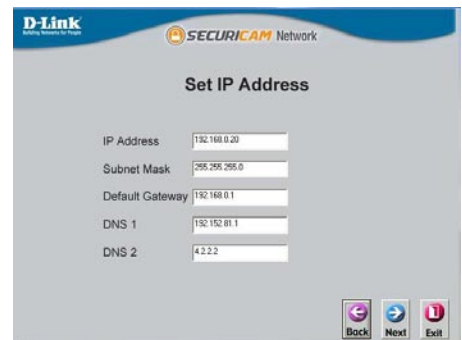 D-Link
Building Networks for People
SECURICAM Network
Set IP Address
IP Address 192.168.0.20
Subnet Mask 255.255.255.0
Default Gateway 192.168.0.1
DNS 1 192.152.81.1
DNS 2 4.2.2.2
Back Next Exit